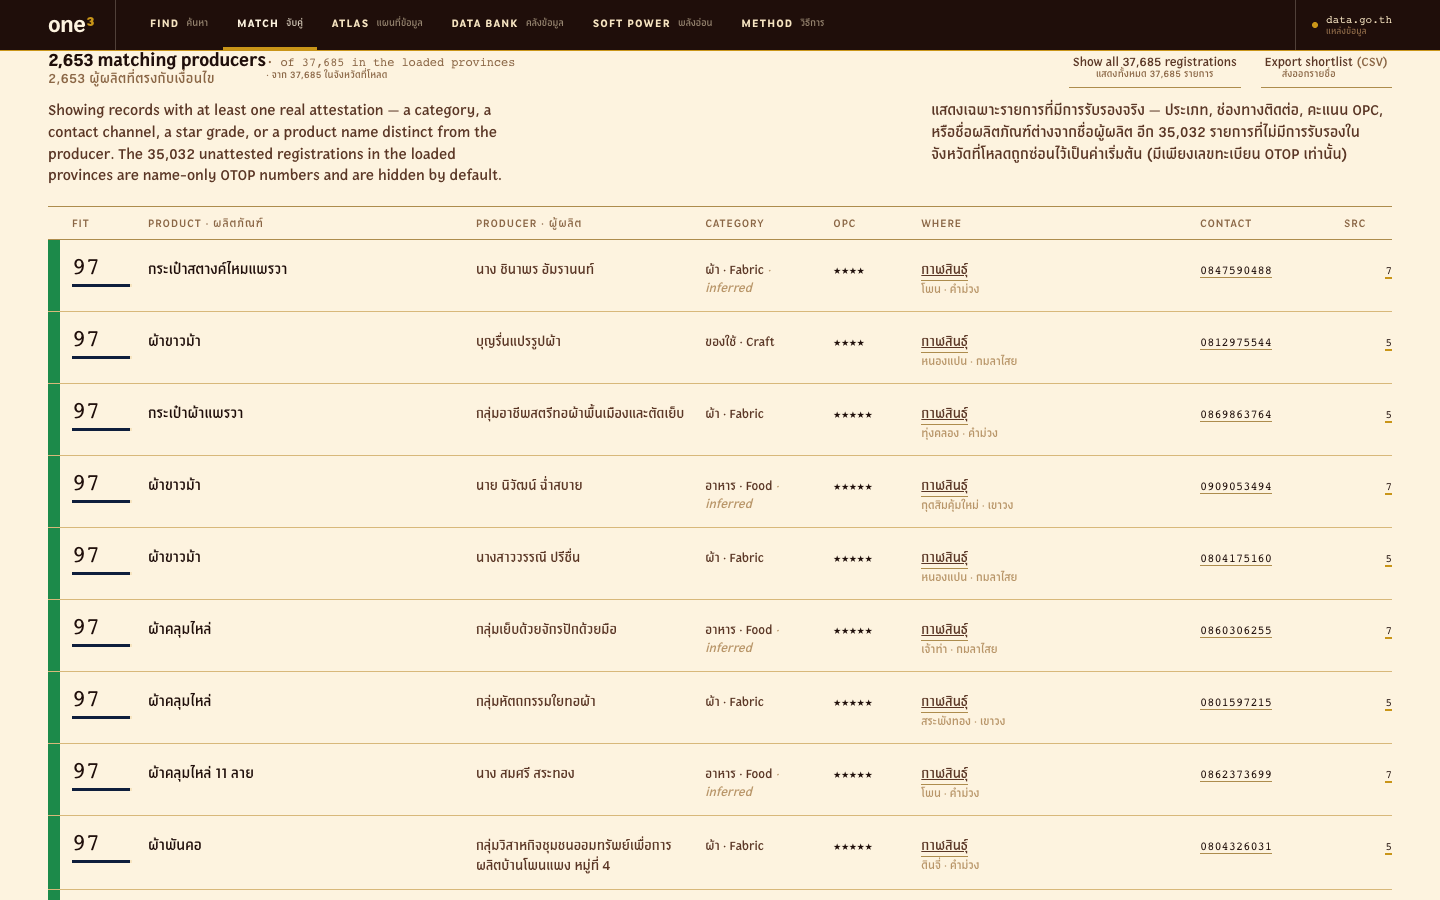 one³
FIND ค้นหา MATCH จับคู่ ATLAS แผนที่ข้อมูล DATA BANK คลังข้อมูล SOFT POWER พลังอ่อน METHOD วิธีการ
data.go.th
แหล่งข้อมูล
2,653 matching producers · of 37,685 in the loaded provinces
2,653 ผู้ผลิตที่ตรงกับเงื่อนไข · จาก 37,685 ในจังหวัดที่โหลด
Show all 37,685 registrations
แสดงทั้งหมด 37,685 รายการ
Export shortlist (CSV)
ส่งออกรายชื่อ
Showing records with at least one real attestation — a category, a
contact channel, a star grade, or a product name distinct from the
producer. The 35,032 unattested registrations in the loaded
provinces are name-only OTOP numbers and are hidden by default.
แสดงเฉพาะรายการที่มีการรับรองจริง — ประเภท, ช่องทางติดต่อ, คะแนน OPC,
หรือชื่อผลิตภัณฑ์ต่างจากชื่อผู้ผลิต อีก 35,032 รายการที่ไม่มีการรับรองใน
จังหวัดที่โหลดถูกซ่อนไว้เป็นค่าเริ่มต้น (มีเพียงเลขทะเบียน OTOP เท่านั้น)
FIT PRODUCT · ผลิตภัณฑ์ PRODUCER · ผู้ผลิต CATEGORY OPC WHERE CONTACT SRC
97 กระเป๋าสตางค์ไหมแพรวา นาง ชินาพร อัมรานนท์ ผ้า · Fabric · ★★★★ กาฬสินธุ์ 0847590488 7
inferred โพน · คำม่วง
97 ผ้าขาวม้า บุญรื่นแปรรูปผ้า ของใช้ · Craft ★★★★ กาฬสินธุ์ 0812975544 5
หนองแปน · กมลาไสย
97 กระเป๋าผ้าแพรวา กลุ่มอาชีพสตรีทอผ้าพื้นเมืองและตัดเย็บ ผ้า · Fabric ★★★★★ กาฬสินธุ์ 0869863764 5
ทุ่งคลอง · คำม่วง
97 ผ้าขาวม้า นาย นิวัฒน์ ฉ่ำสบาย อาหาร · Food · ★★★★★ กาฬสินธุ์ 0909053494 7
inferred กุดสิมคุ้มใหม่ · เขาวง
97 ผ้าขาวม้า นางสาววรรณี ปรีชื่น ผ้า · Fabric ★★★★★ กาฬสินธุ์ 0804175160 5
หนองแปน · กมลาไสย
97 ผ้าคลุมไหล่ กลุ่มเย็บด้วยจักรปักด้วยมือ อาหาร · Food · ★★★★★ กาฬสินธุ์ 0860306255 7
inferred เจ้าท่า · กมลาไสย
97 ผ้าคลุมไหล่ กลุ่มหัตถกรรมใยทอผ้า ผ้า · Fabric ★★★★★ กาฬสินธุ์ 0801597215 5
สระพังทอง · เขาวง
97 ผ้าคลุมไหล่ 11 ลาย นาง สมศรี สระทอง อาหาร · Food · ★★★★★ กาฬสินธุ์ 0862373699 7
inferred โพน · คำม่วง
97 ผ้าพันคอ กลุ่มวิสาหกิจชุมชนออมทรัพย์เพื่อการ ผ้า · Fabric ★★★★★ กาฬสินธุ์ 0804326031 5
ผลิตบ้านโพนแพง หมู่ที่ 4 ดินจี่ · คำม่วง